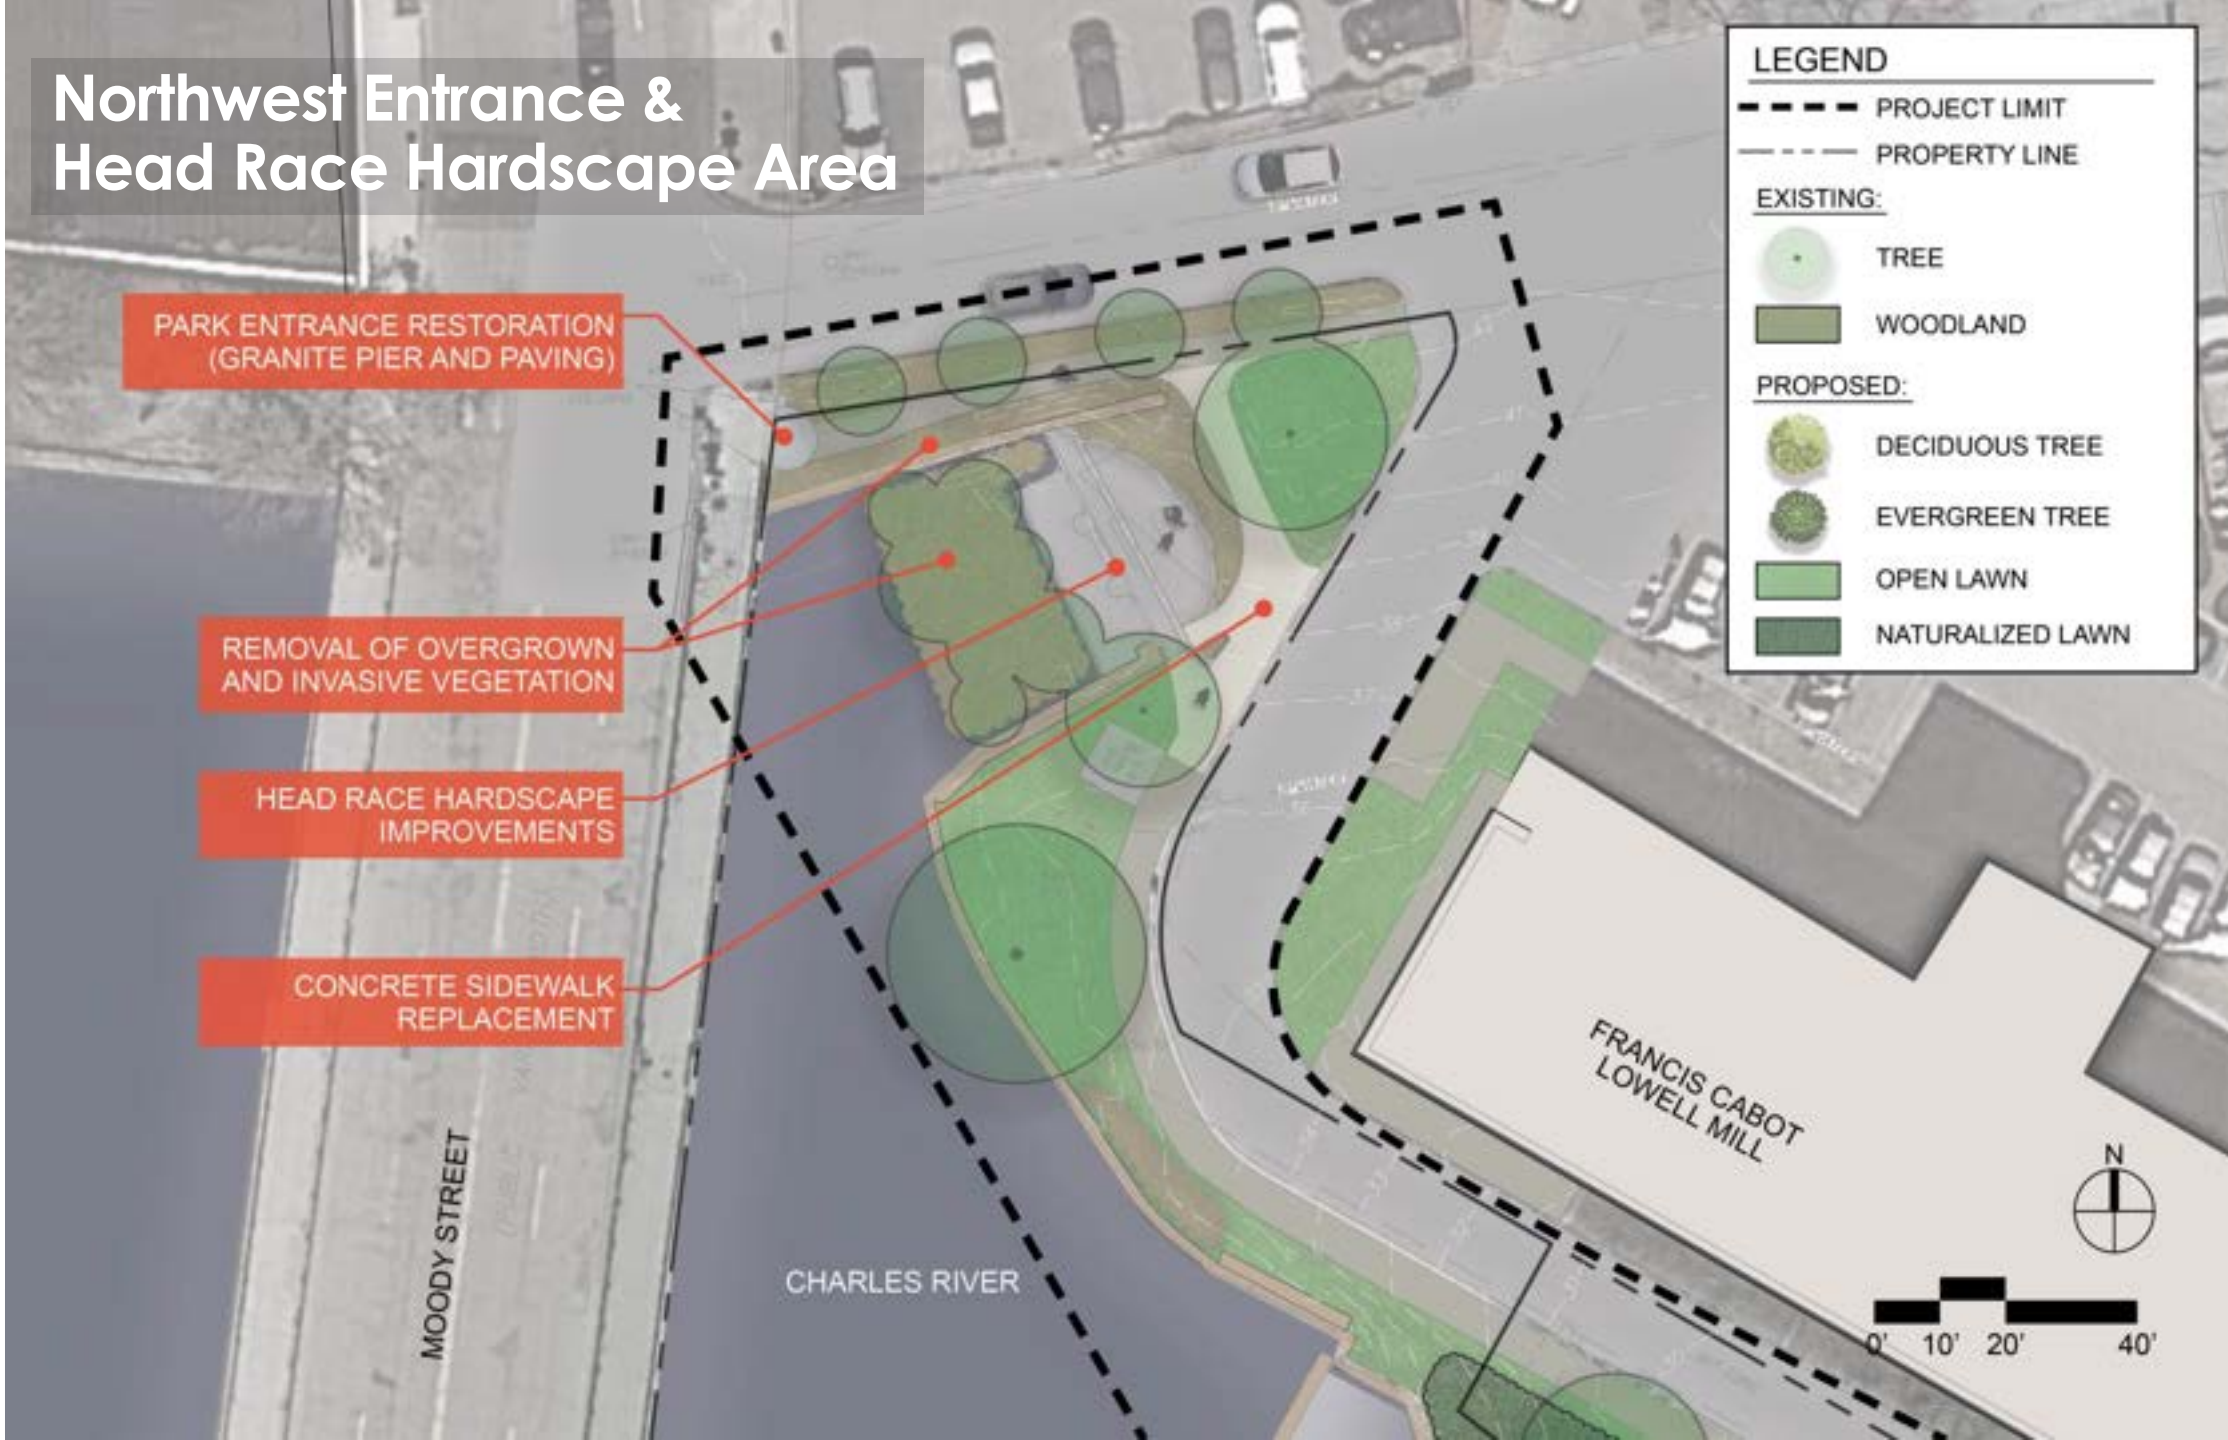 Northwest Entrance &
Head Race Hardscape Area
LEGEND
PROJECT LIMIT
PROPERTY LINE
EXISTING:
TREE
WOODLAND
PROPOSED:
DECIDUOUS TREE
EVERGREEN TREE
OPEN LAWN
NATURALIZED LAWN
PARK ENTRANCE RESTORATION
(GRANITE PIER AND PAVING)
REMOVAL OF OVERGROWN
AND INVASIVE VEGETATION
HEAD RACE HARDSCAPE
IMPROVEMENTS
CONCRETE SIDEWALK
REPLACEMENT
FRANCIS CABOT
LOWELL MILL
MOODY STREET
CHARLES RIVER
N
0' 10' 20' 40'